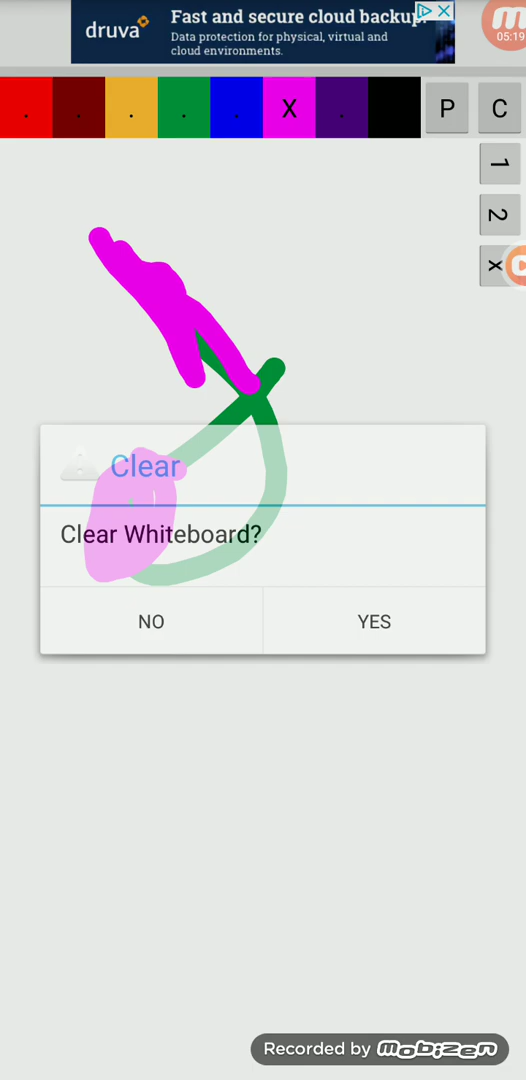 druva
Fast and secure cloud backup.
Data protection for physical, virtual and
cloud environments.
05:19
. . . . . X .
P C
1
2
x
Clear
Clear Whiteboard?
NO YES
Recorded by mobizen